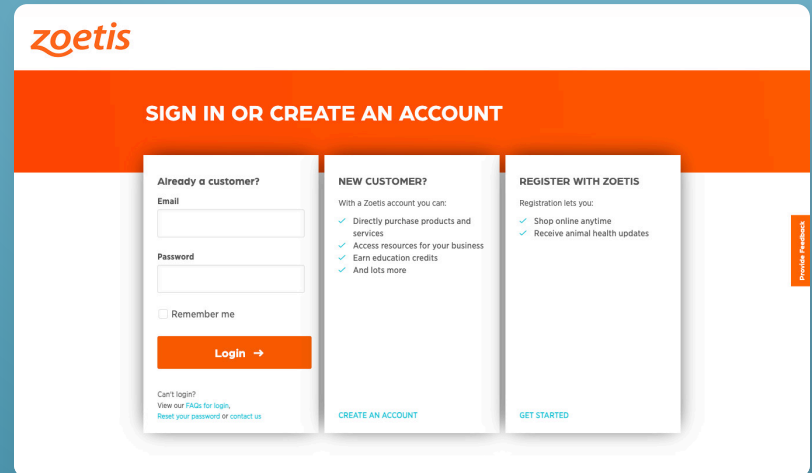 zoetis
SIGN IN OR CREATE AN ACCOUNT
Already a customer?
Email
Password
Remember me
Login →
Can't login?
View our FAQs for login,
Reset your password or contact us
NEW CUSTOMER?
With a Zoetis account you can:
✓ Directly purchase products and
services
✓ Access resources for your business
✓ Earn education credits
✓ And lots more
CREATE AN ACCOUNT
REGISTER WITH ZOETIS
Registration lets you:
✓ Shop online anytime
✓ Receive animal health updates
GET STARTED
Provide Feedback